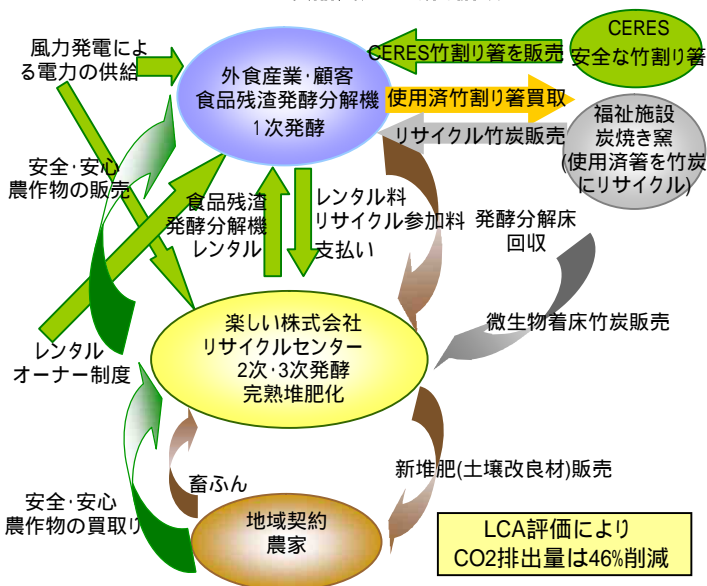 風力発電によ
る電力の供給
外食産業・顧客
食品残渣発酵分解機
1次発酵
CERES竹割り箸を販売
CERES
安全な竹割り箸
使用済竹割り箸買取
リサイクル竹炭販売
福祉施設
炭焼き窯
(使用済箸を竹炭
にリサイクル)
安全・安心
農作物の販売
食品残渣
発酵分解機
レンタル
レンタル料
リサイクル参加料
支払い
発酵分解床
回収
微生物着床竹炭販売
レンタル
オーナー制度
楽しい株式会社
リサイクルセンター
2次・3次発酵
完熟堆肥化
畜ふん
新堆肥(土壌改良材)販売
安全・安心
農作物の買取り
地域契約
農家
LCA評価により
CO2排出量は46%削減